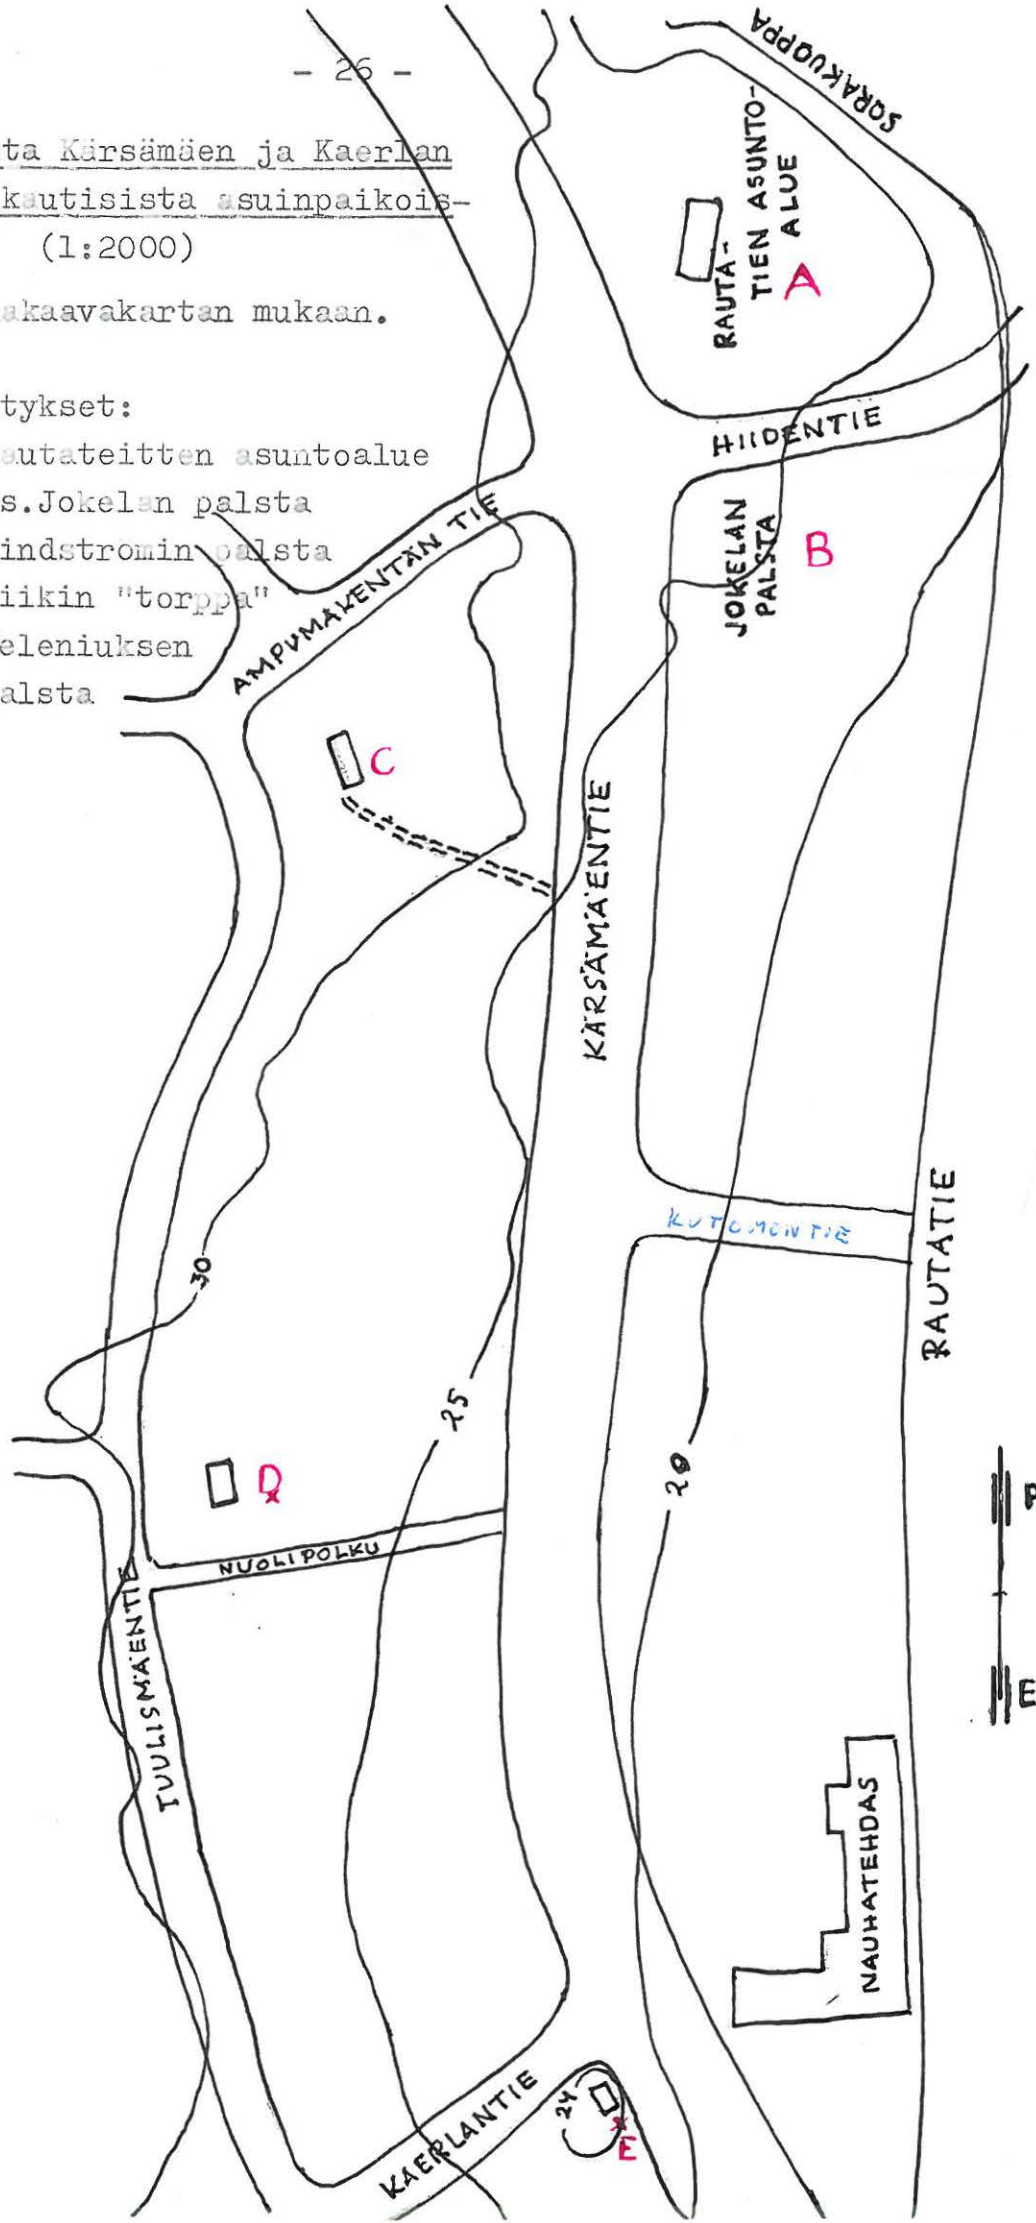 - 26 -
ta Kärsämäen ja Kaerlan
kautisista asuinpaikois-
(1:2000)
akaavakartan mukaan.
tykset:
autateitten asuntoalue
s.Jokelan palsta
indströmin palsta
iikin "torppa"
eleniuksen
alsta
SORAKUOPPA
RAUTA-
TIEN ASUNTO-
ALUE
A
HIIDENTIE
JOKELAN
PALSTA
B
AMPUMAKENTÄN TIE
C
KÄRSÄMÄENTIE
KUTOMONTIE
RAUTATIE
30
25
20
D
x
NUOLIPOLKU
TUULISMÄENTIE
P
E
NAUHATEHDAS
KAERLANTIE
24
x
E